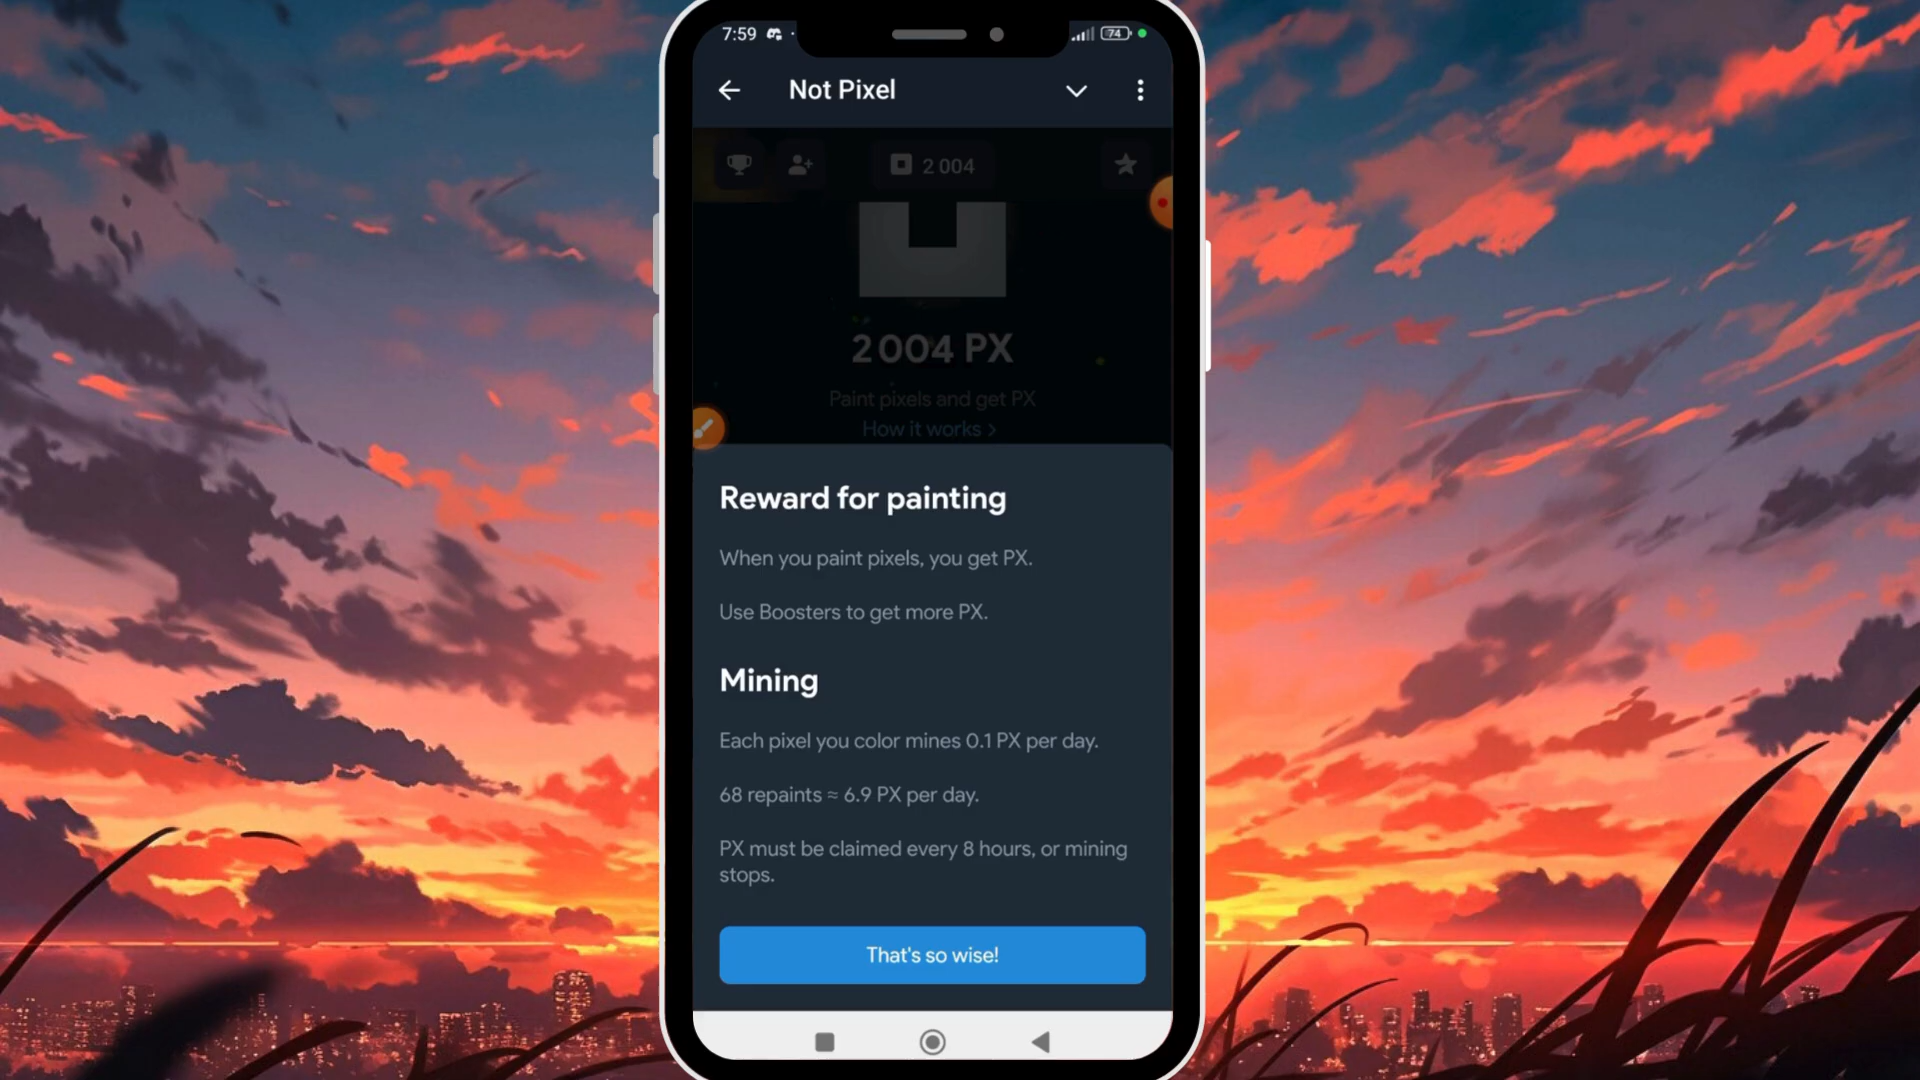 7:59
74
Not Pixel
2 004
2 004 PX
Paint pixels and get PX
How it works >
Reward for painting
When you paint pixels, you get PX.
Use Boosters to get more PX.
Mining
Each pixel you color mines 0.1 PX per day.
68 repaints ≈ 6.9 PX per day.
PX must be claimed every 8 hours, or mining
stops.
That's so wise!